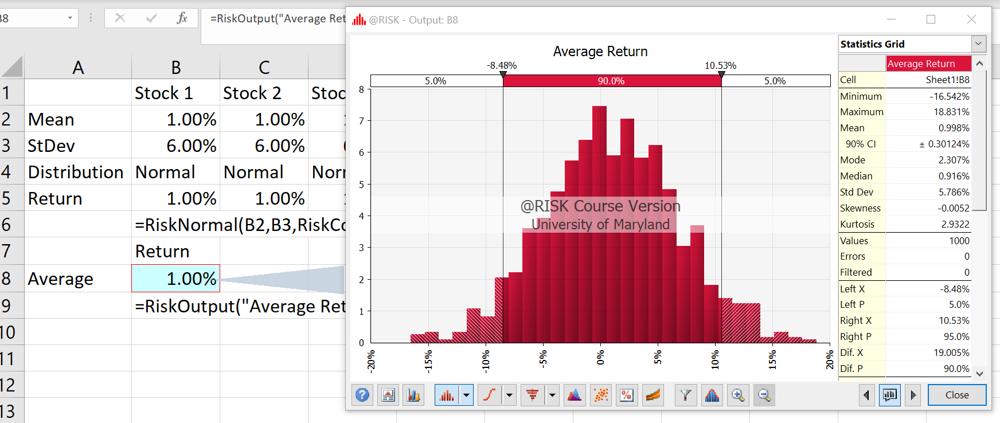 B8
fx
=RiskOutput("Average Ret
@RISK - Output: B8
A B C
1 Stock 1 Stock 2 Stoc
2 Mean 1.00% 1.00% 1
3 StDev 6.00% 6.00% 6
4 Distribution Normal Normal Norr
5 Return 1.00% 1.00% 1
6 =RiskNormal(B2,B3,RiskCo
7 Return
8 Average 1.00%
9 =RiskOutput("Average Ret
10
11
12
13
Average Return
-8.48% 10.53%
5.0% 90.0% 5.0%
8
7
6
5
4
3
2
1
0
-20% -15% -10% -5% 0% 5% 10% 15% 20%
@RISK Course Version
University of Maryland
Statistics Grid
Average Return
Cell Sheet1!B8
Minimum -16.542%
Maximum 18.831%
Mean 0.998%
90% CI ± 0.30124%
Mode 2.307%
Median 0.916%
Std Dev 5.786%
Skewness -0.0052
Kurtosis 2.9322
Values 1000
Errors 0
Filtered 0
Left X -8.48%
Left P 5.0%
Right X 10.53%
Right P 95.0%
Dif. X 19.005%
Dif. P 90.0%
Close